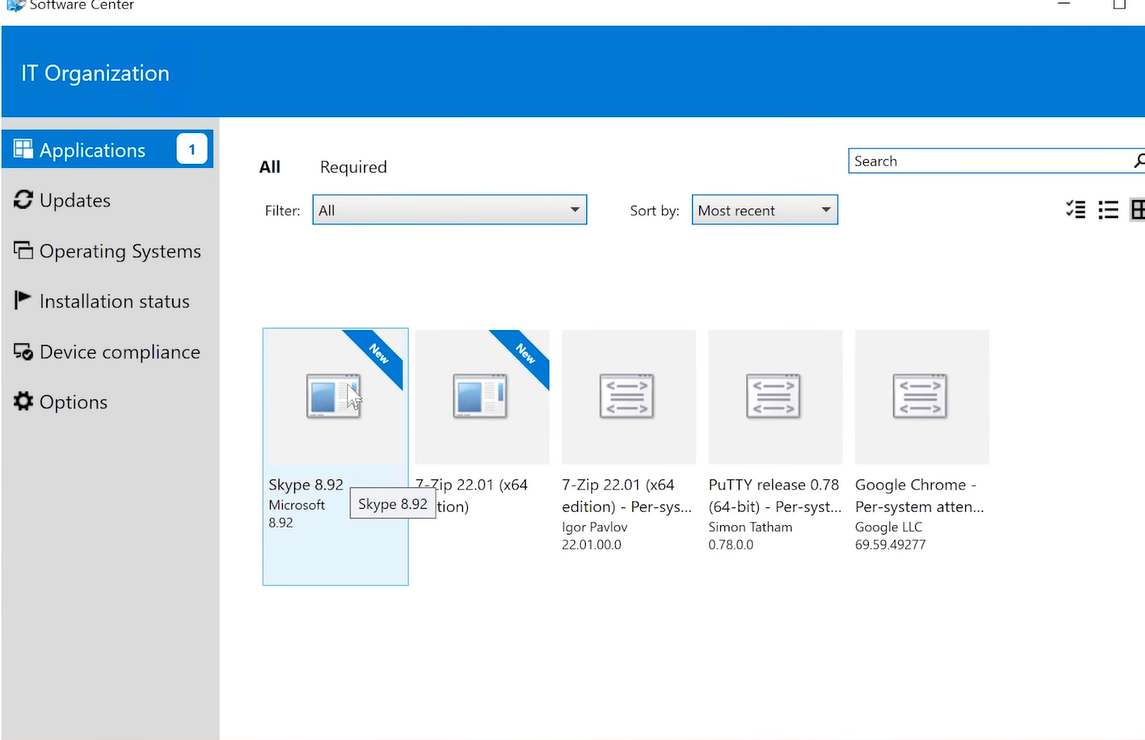 Software Center
IT Organization
Applications 1
Updates
Operating Systems
Installation status
Device compliance
Options
All Required
Search
Filter: All
Sort by: Most recent
New
New
Skype 8.92
Microsoft
8.92
Skype 8.92
7-Zip 22.01 (x64
7-Zip 22.01 (x64
edition) - Per-sys...
Igor Pavlov
22.01.00.0
PuTTY release 0.78
(64-bit) - Per-syst...
Simon Tatham
0.78.0.0
Google Chrome -
Per-system atten...
Google LLC
69.59.49277